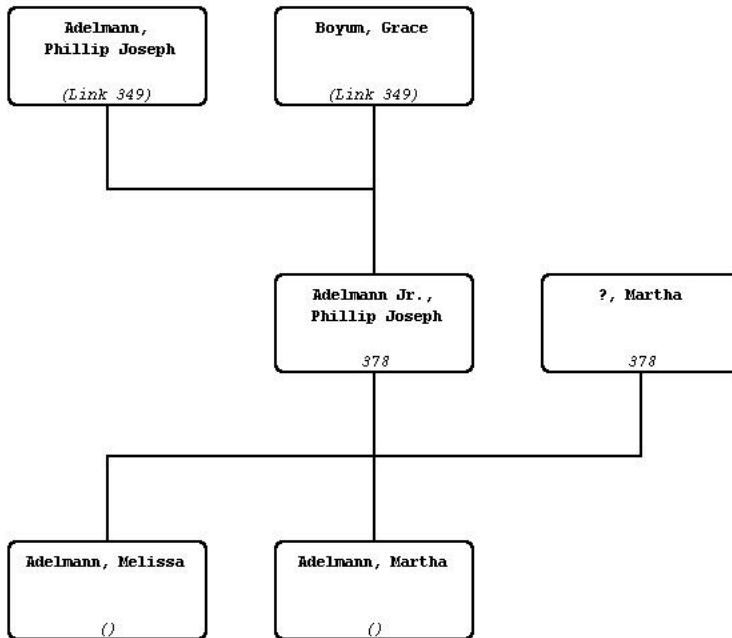 Adelmann,
Phillip Joseph
(Link 349)
Boyum, Grace
(Link 349)
Adelmann Jr.,
Phillip Joseph
378
?, Martha
378
Adelmann, Melissa
()
Adelmann, Martha
()